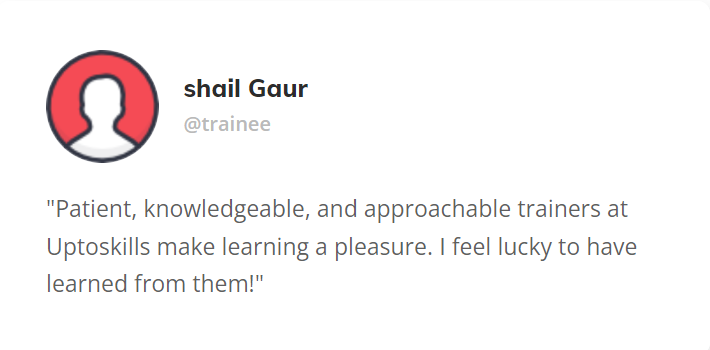 shail Gaur
@trainee
"Patient, knowledgeable, and approachable trainers at
Uptoskills make learning a pleasure. I feel lucky to have
learned from them!"